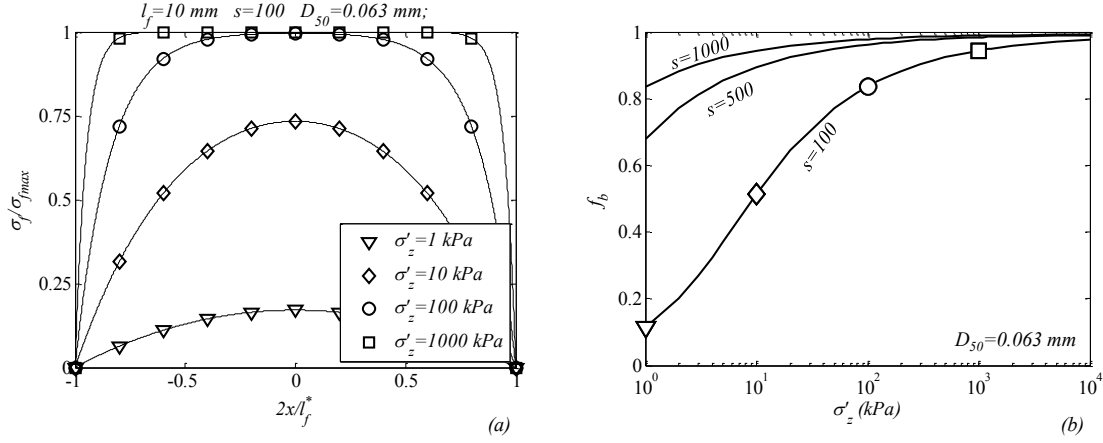 l_f=10 mm s=100 D_50=0.063 mm;
1
0.75
0.5
0.25
0
σ_f/σ_fmax
-1
-0.5
0
0.5
1
2x/l_f^*
(a)
σ'_z=1 kPa
σ'_z=10 kPa
σ'_z=100 kPa
σ'_z=1000 kPa
1
0.8
0.6
0.4
0.2
0
f_b
s=1000
s=500
s=100
D_50=0.063 mm
10^0
10^1
10^2
10^3
10^4
σ'_z (kPa)
(b)